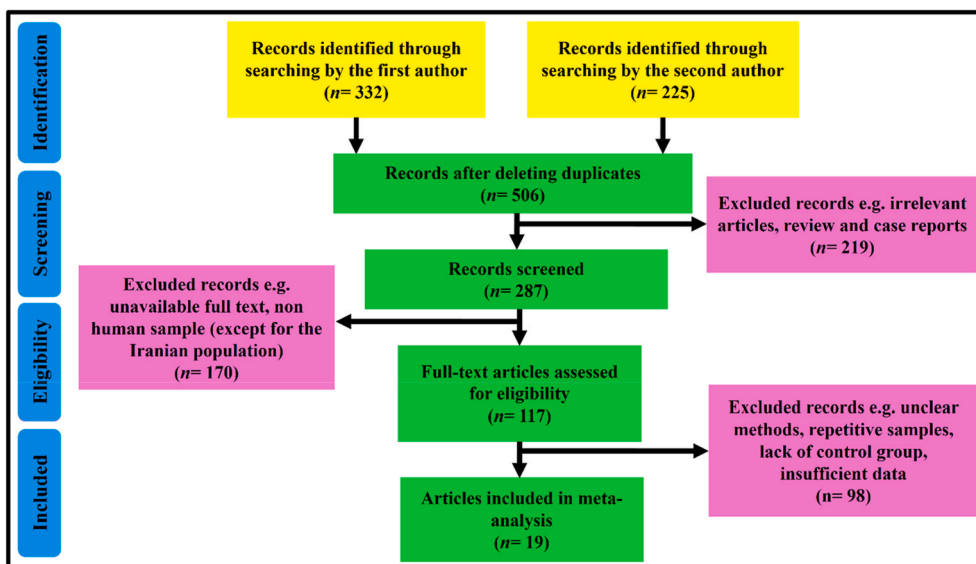 Identification
Records identified through
searching by the first author
(n= 332)
Records identified through
searching by the second author
(n= 225)
Records after deleting duplicates
(n= 506)
Screening
Excluded records e.g. irrelevant
articles, review and case reports
(n= 219)
Records screened
(n= 287)
Excluded records e.g.
unavailable full text, non
human sample (except for the
Iranian population)
(n= 170)
Eligibility
Full-text articles assessed
for eligibility
(n= 117)
Excluded records e.g. unclear
methods, repetitive samples,
lack of control group,
insufficient data
(n= 98)
Included
Articles included in meta-
analysis
(n= 19)